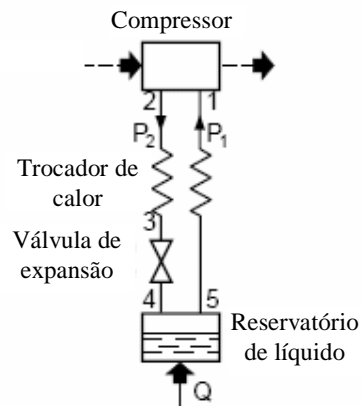 Compressor
2
1
P2
P1
Trocador de
calor
3
Válvula de
expansão
4
5
Reservatório
de líquido
Q